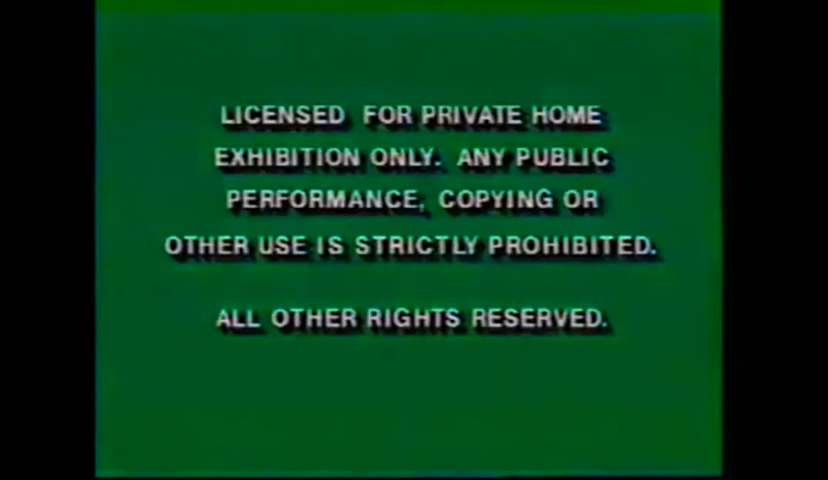 LICENSED FOR PRIVATE HOME
EXHIBITION ONLY. ANY PUBLIC
PERFORMANCE, COPYING OR
OTHER USE IS STRICTLY PROHIBITED.
ALL OTHER RIGHTS RESERVED.